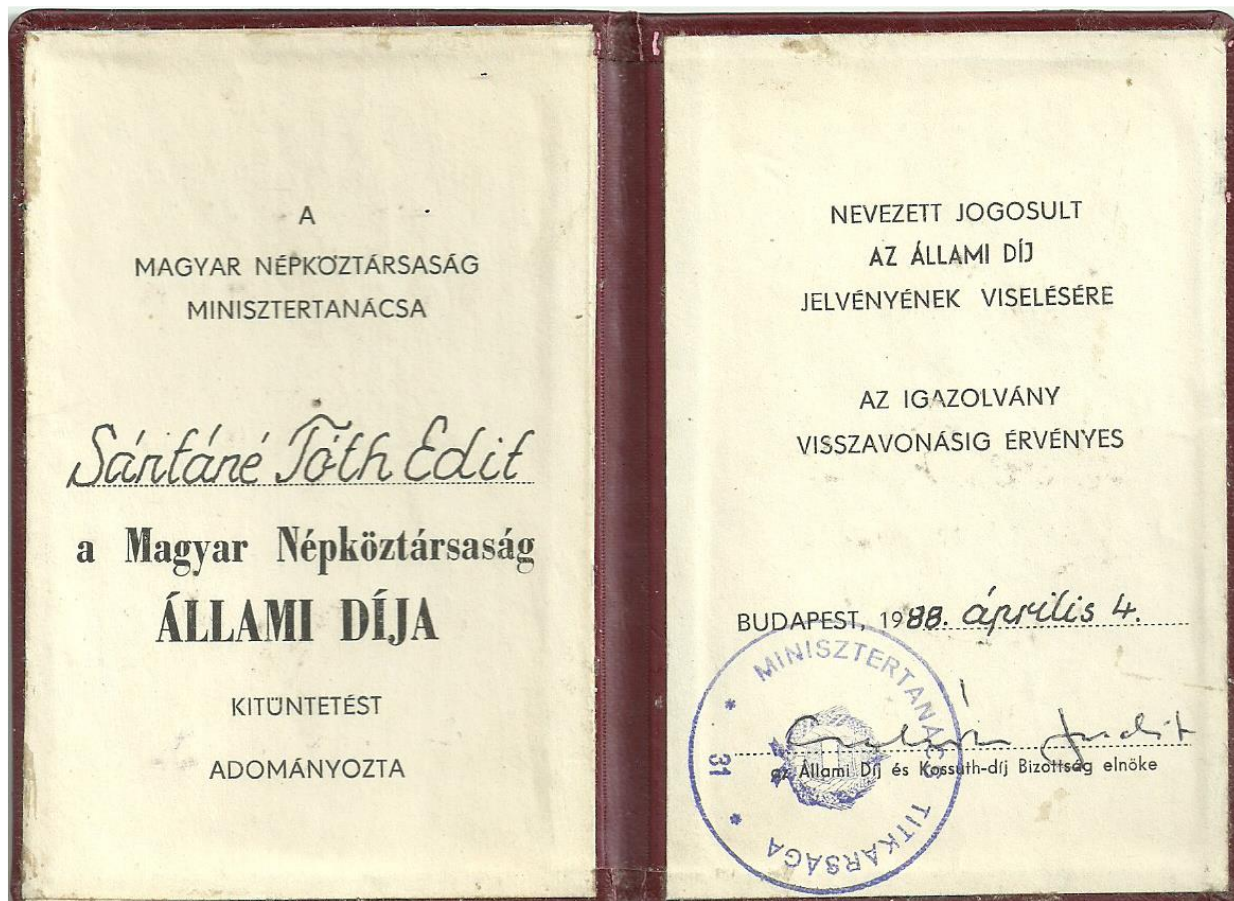 A
MAGYAR NÉPKÖZTÁRSASÁG
MINISZTERTANÁCSA
Sántáné Tóth Edit
a Magyar Népköztársaság
ÁLLAMI DÍJA
KITÜNTETÉST
ADOMÁNYOZTA
NEVEZETT JOGOSULT
AZ ÁLLAMI DÍJ
JELVÉNYÉNEK VISELÉSÉRE
AZ IGAZOLVÁNY
VISSZAVONÁSIG ÉRVÉNYES
BUDAPEST, 1988. április 4.
az Állami Díj és Kossuth-díj Bizottság elnöke
MINISZTERTANÁCS TITKÁRSÁGA
31